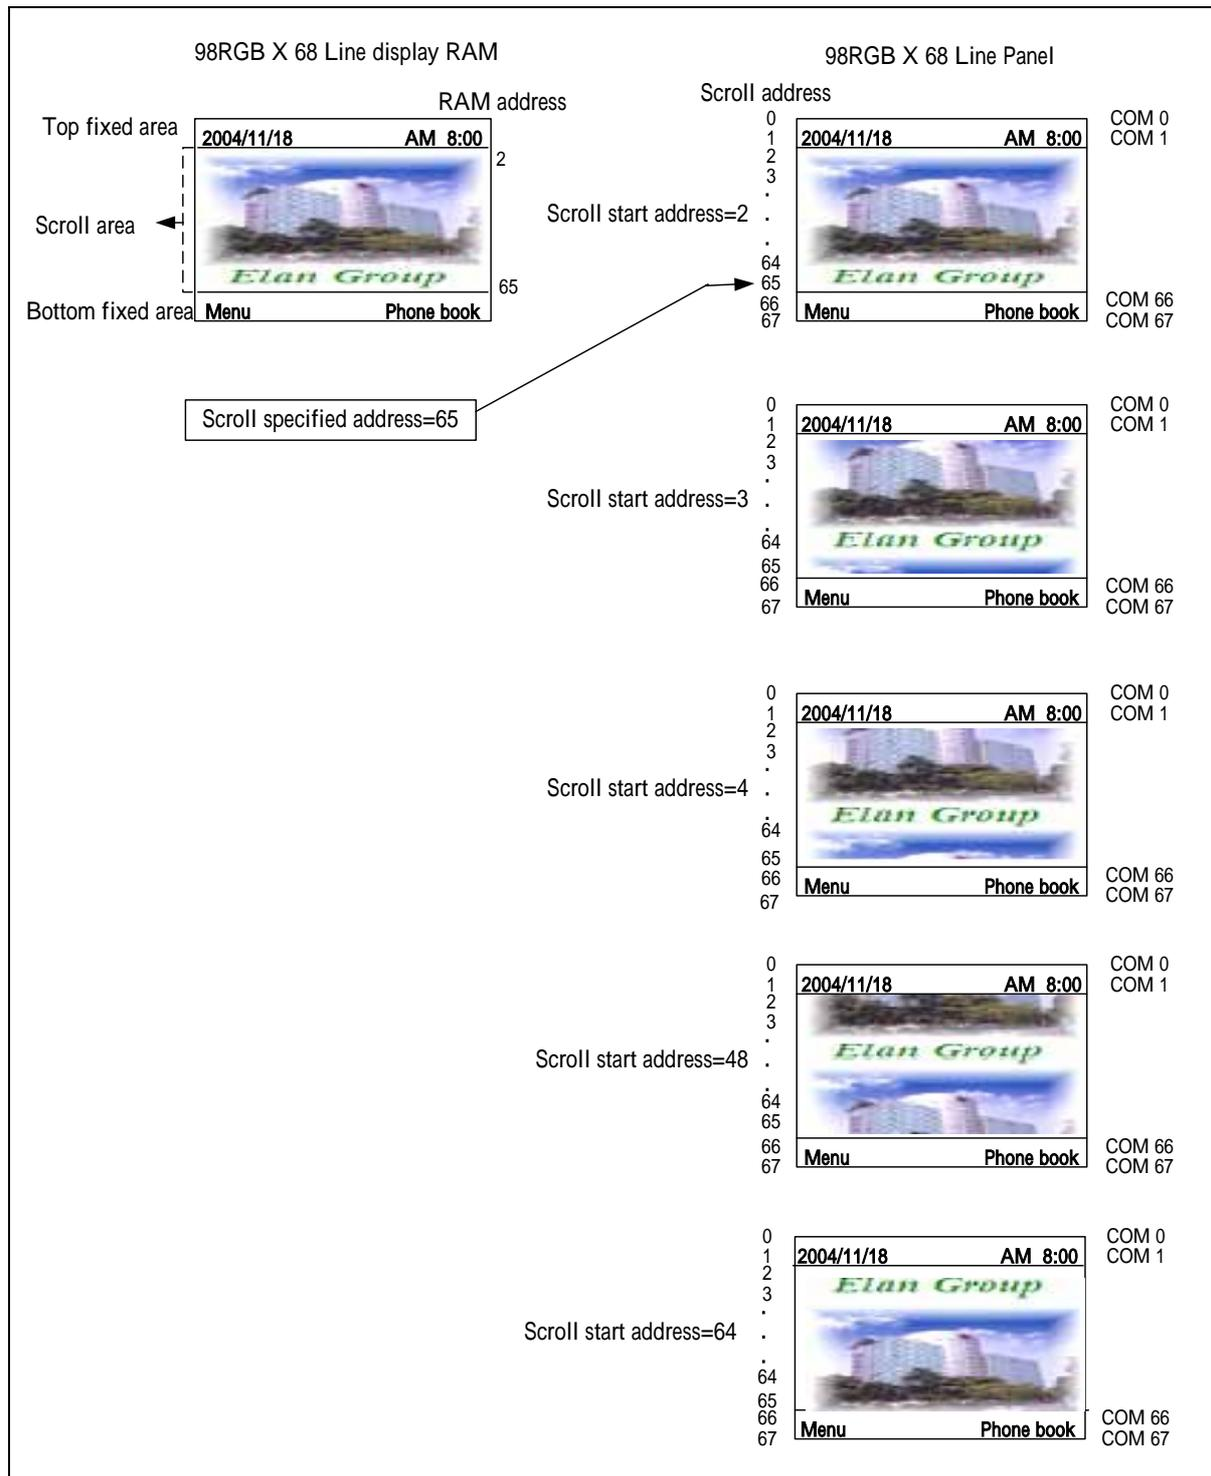 98RGB X 68 Line display RAM
RAM address
Top fixed area
2004/11/18 AM 8:00
2
Scroll area
Elan Group
65
Bottom fixed area
Menu Phone book
Scroll specified address=65
98RGB X 68 Line Panel
Scroll address
0
1
2
3
.
.
.
64
65
66
67
Scroll start address=2
2004/11/18 AM 8:00
Elan Group
Menu Phone book
COM 0
COM 1
COM 66
COM 67
0
1
2
3
.
.
.
64
65
66
67
Scroll start address=3
2004/11/18 AM 8:00
Elan Group
Menu Phone book
COM 0
COM 1
COM 66
COM 67
0
1
2
3
.
.
.
64
65
66
67
Scroll start address=4
2004/11/18 AM 8:00
Elan Group
Menu Phone book
COM 0
COM 1
COM 66
COM 67
0
1
2
3
.
.
.
64
65
66
67
Scroll start address=48
2004/11/18 AM 8:00
Elan Group
Menu Phone book
COM 0
COM 1
COM 66
COM 67
0
1
2
3
.
.
.
64
65
66
67
Scroll start address=64
2004/11/18 AM 8:00
Elan Group
Menu Phone book
COM 0
COM 1
COM 66
COM 67